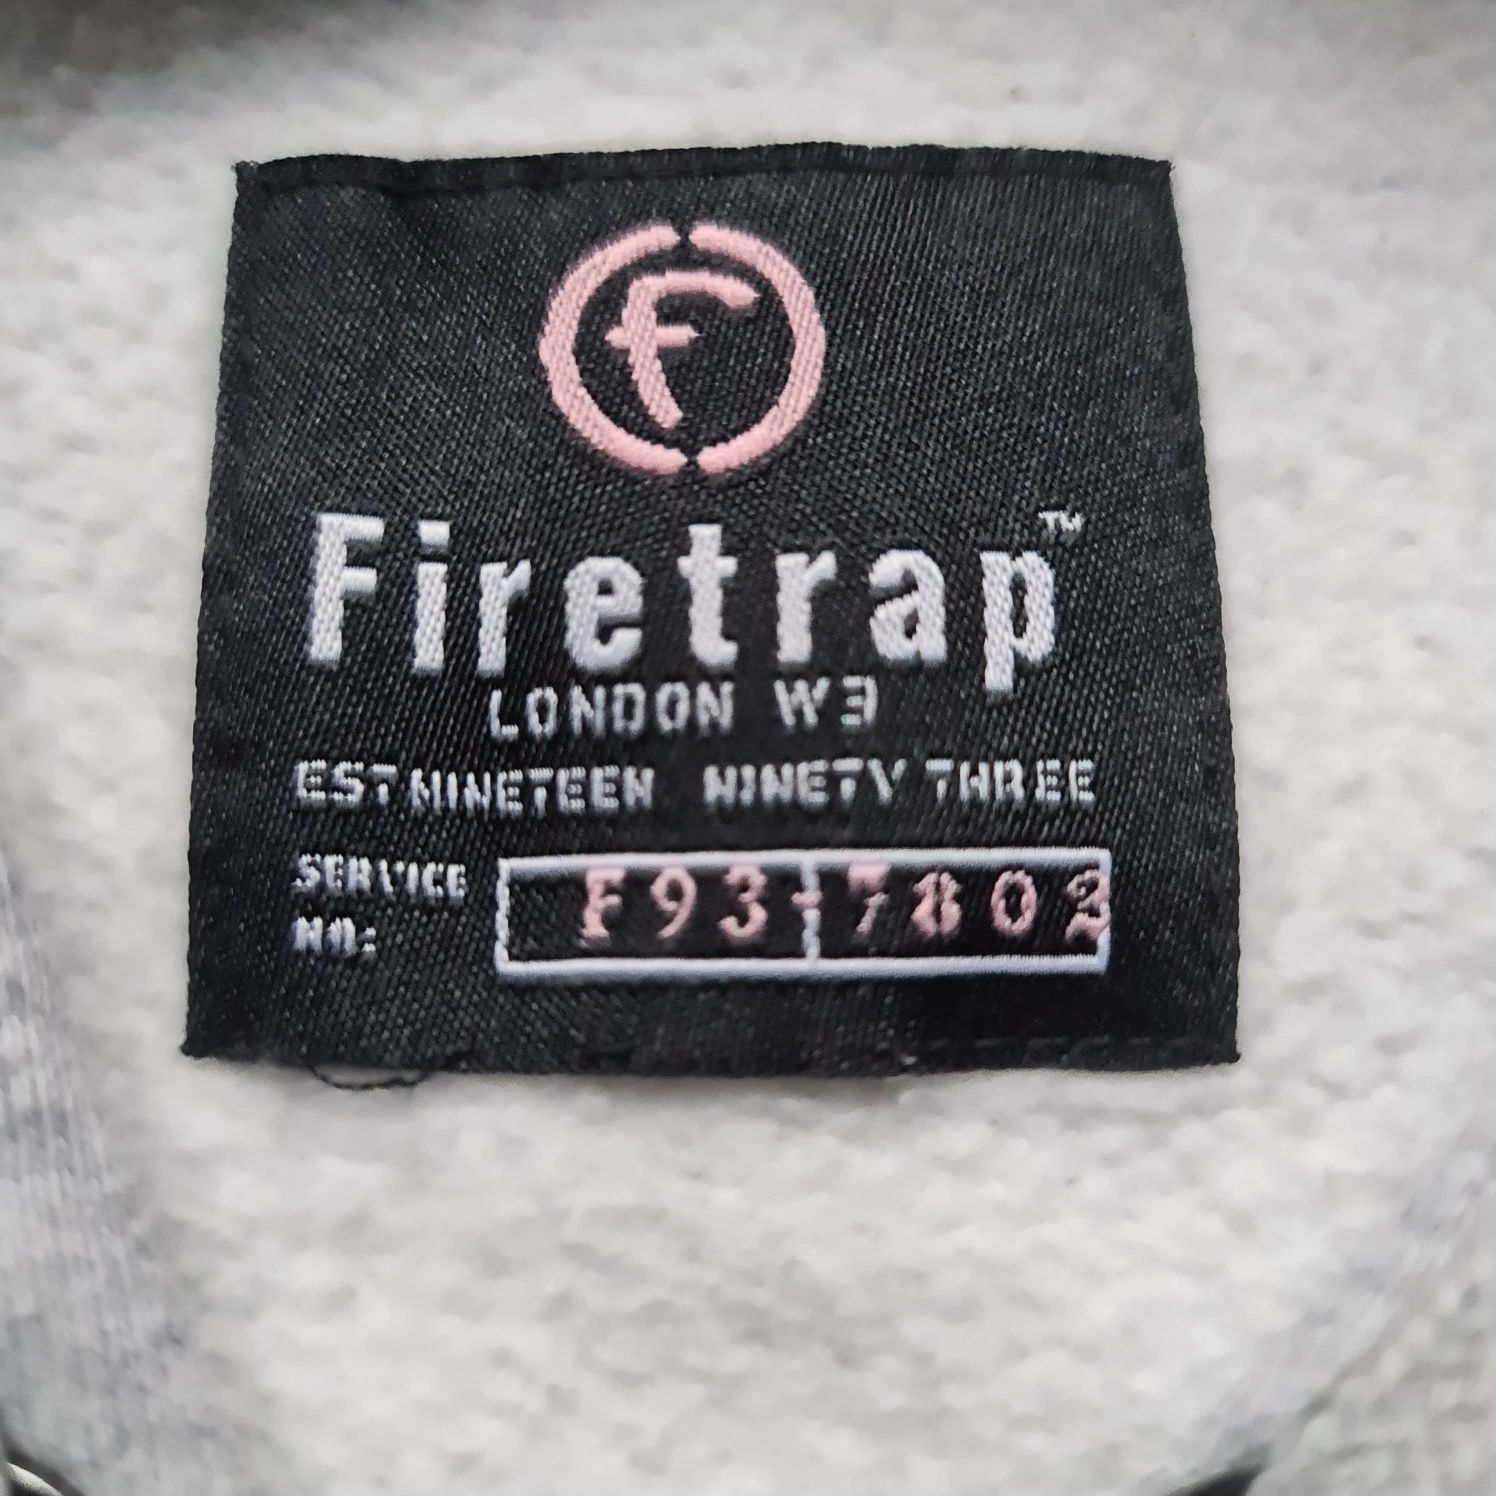 F
Firetrap™
LONDON W3
EST NINETEEN NINETY THREE
SERVICE
NO: F93-7802